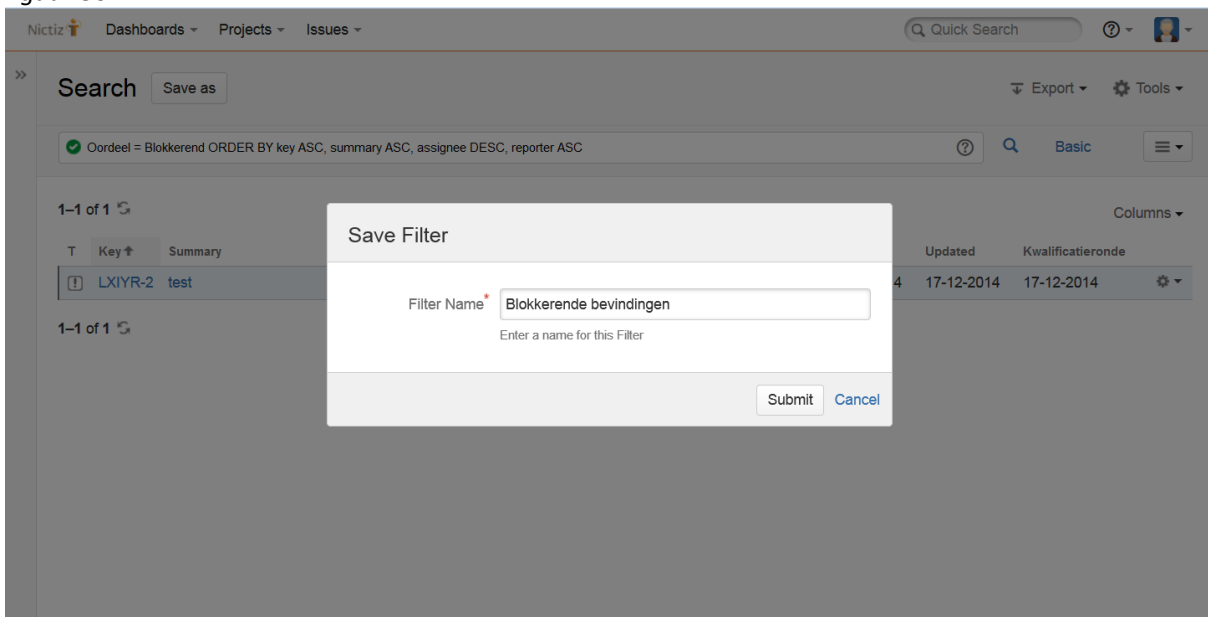 Nictiz Dashboards Projects Issues Quick Search
Search Save as Export Tools
Oordeel = Blokkerend ORDER BY key ASC, summary ASC, assignee DESC, reporter ASC Basic
1–1 of 1 Columns
Save Filter
T Key Summary Updated Kwalificatieronde
LXIYR-2 test 4 17-12-2014 17-12-2014
Filter Name* Blokkerende bevindingen
1–1 of 1
Enter a name for this Filter
Submit Cancel